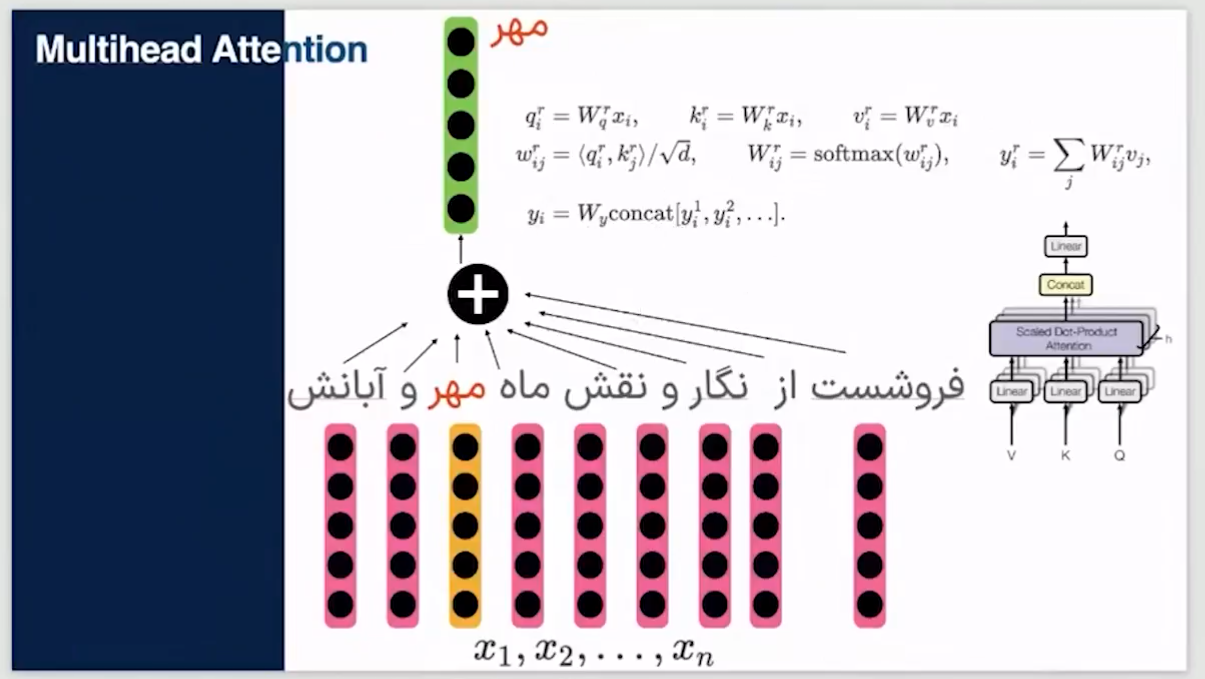 Multihead Attention
مهر
$q_i^r = W_q^r x_i, \quad k_i^r = W_k^r x_i, \quad v_i^r = W_v^r x_i$
$w_{ij}^r = \langle q_i^r, k_j^r \rangle / \sqrt{d}, \quad W_{ij}^r = \text{softmax}(w_{ij}^r), \quad y_i^r = \sum_j W_{ij}^r v_j,$
$y_i = W_y \text{concat}[y_i^1, y_i^2, \ldots].$
Linear
Concat
Scaled Dot-Product
Attention
h
Linear Linear Linear
V K Q
فروشست از نگار و نقش ماه مهر و آبانش
$x_1, x_2, \ldots, x_n$